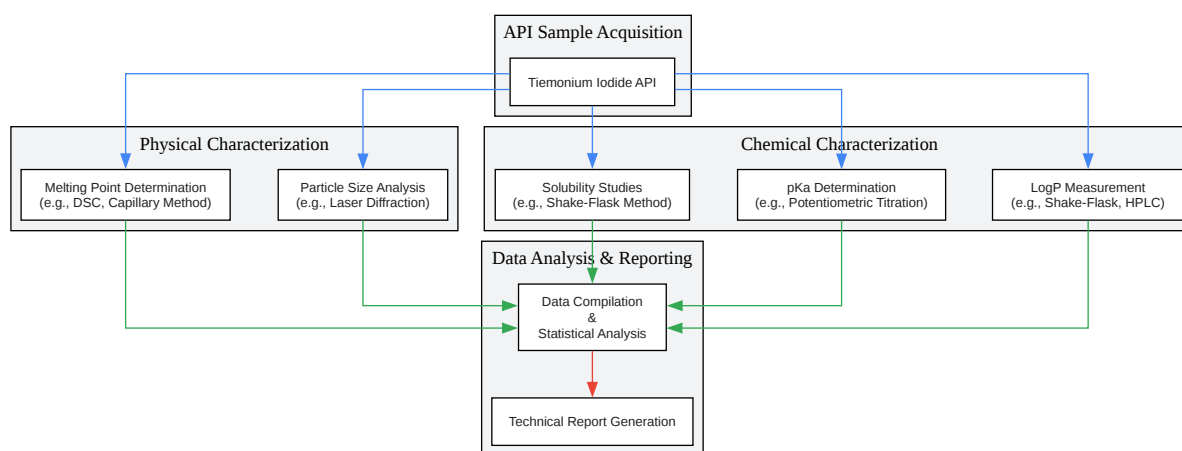 API Sample Acquisition
Tiemonium Iodide API
Physical Characterization
Melting Point Determination
(e.g., DSC, Capillary Method)
Particle Size Analysis
(e.g., Laser Diffraction)
Chemical Characterization
Solubility Studies
(e.g., Shake-Flask Method)
pKa Determination
(e.g., Potentiometric Titration)
LogP Measurement
(e.g., Shake-Flask, HPLC)
Data Analysis & Reporting
Data Compilation
&
Statistical Analysis
Technical Report Generation